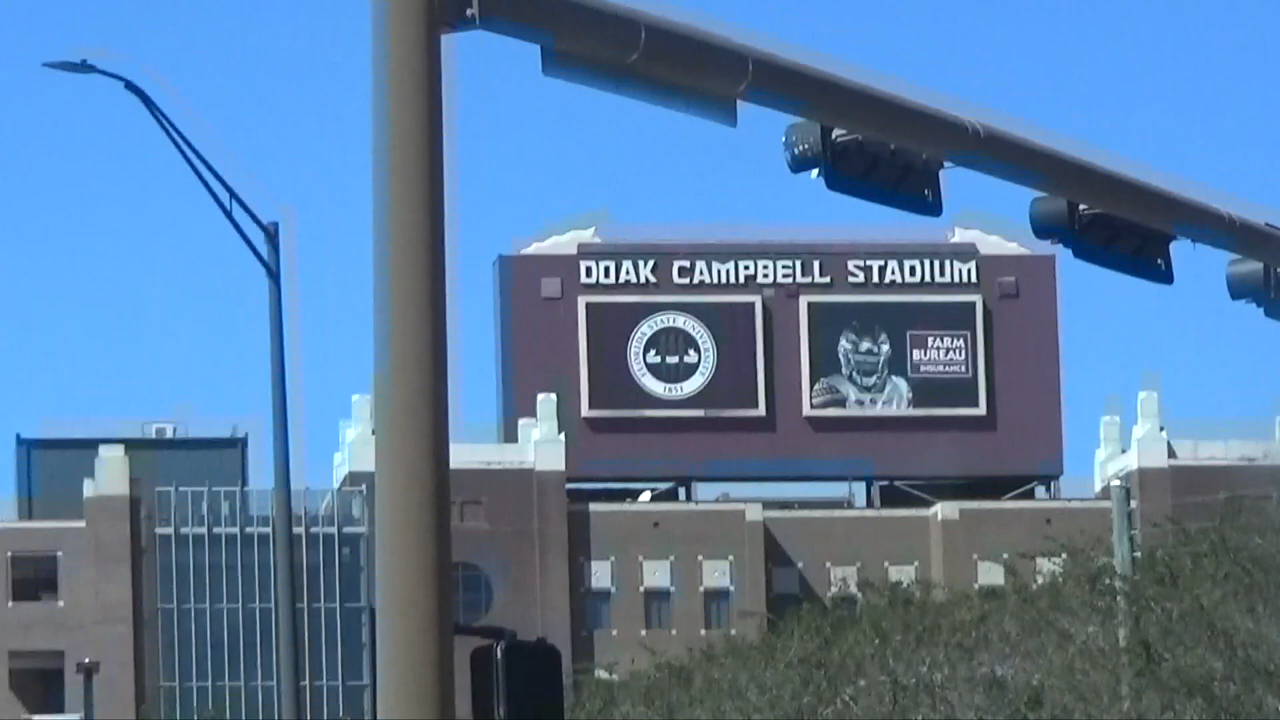 DOAK CAMPBELL STADIUM
FLORIDA STATE UNIVERSITY
1851
FARM
BUREAU
INSURANCE